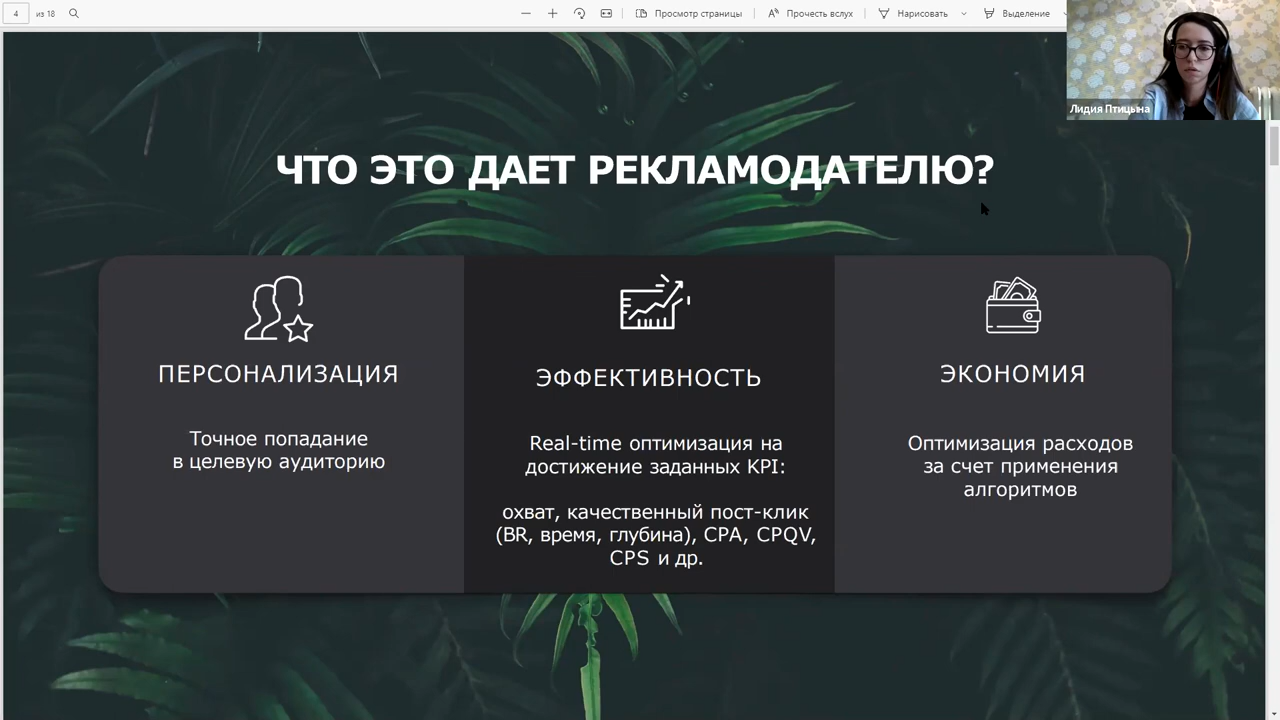 4 из 18 Просмотр страницы Прочесть вслух Нарисовать Выделение
Лидия Птицына
ЧТО ЭТО ДАЕТ РЕКЛАМОДАТЕЛЮ?
ПЕРСОНАЛИЗАЦИЯ
Точное попадание
в целевую аудиторию
ЭФФЕКТИВНОСТЬ
Real-time оптимизация на
достижение заданных KPI:
охват, качественный пост-клик
(BR, время, глубина), CPA, CPQV,
CPS и др.
ЭКОНОМИЯ
Оптимизация расходов
за счет применения
алгоритмов